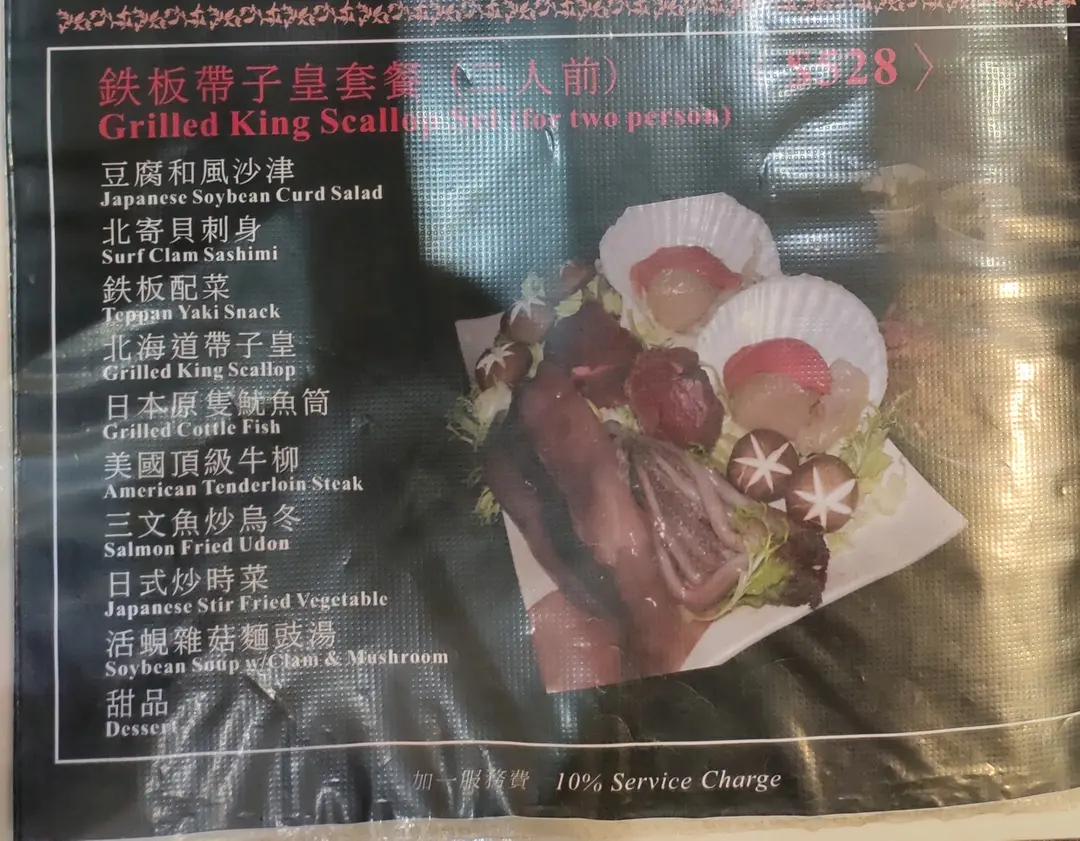 鉄板帶子皇套餐（二人前） $528 〉
Grilled King Scallop Set (for two person)
豆腐和風沙津
Japanese Soybean Curd Salad
北寄貝刺身
Surf Clam Sashimi
鉄板配菜
Teppan Yaki Snack
北海道帶子皇
Grilled King Scallop
日本原隻魷魚筒
Grilled Cottle Fish
美國頂級牛柳
American Tenderloin Steak
三文魚炒烏冬
Salmon Fried Udon
日式炒時菜
Japanese Stir Fried Vegetable
活蜆雜菇麵豉湯
Soybean Soup w/Clam & Mushroom
甜品
Dessert
加一服務費 10% Service Charge